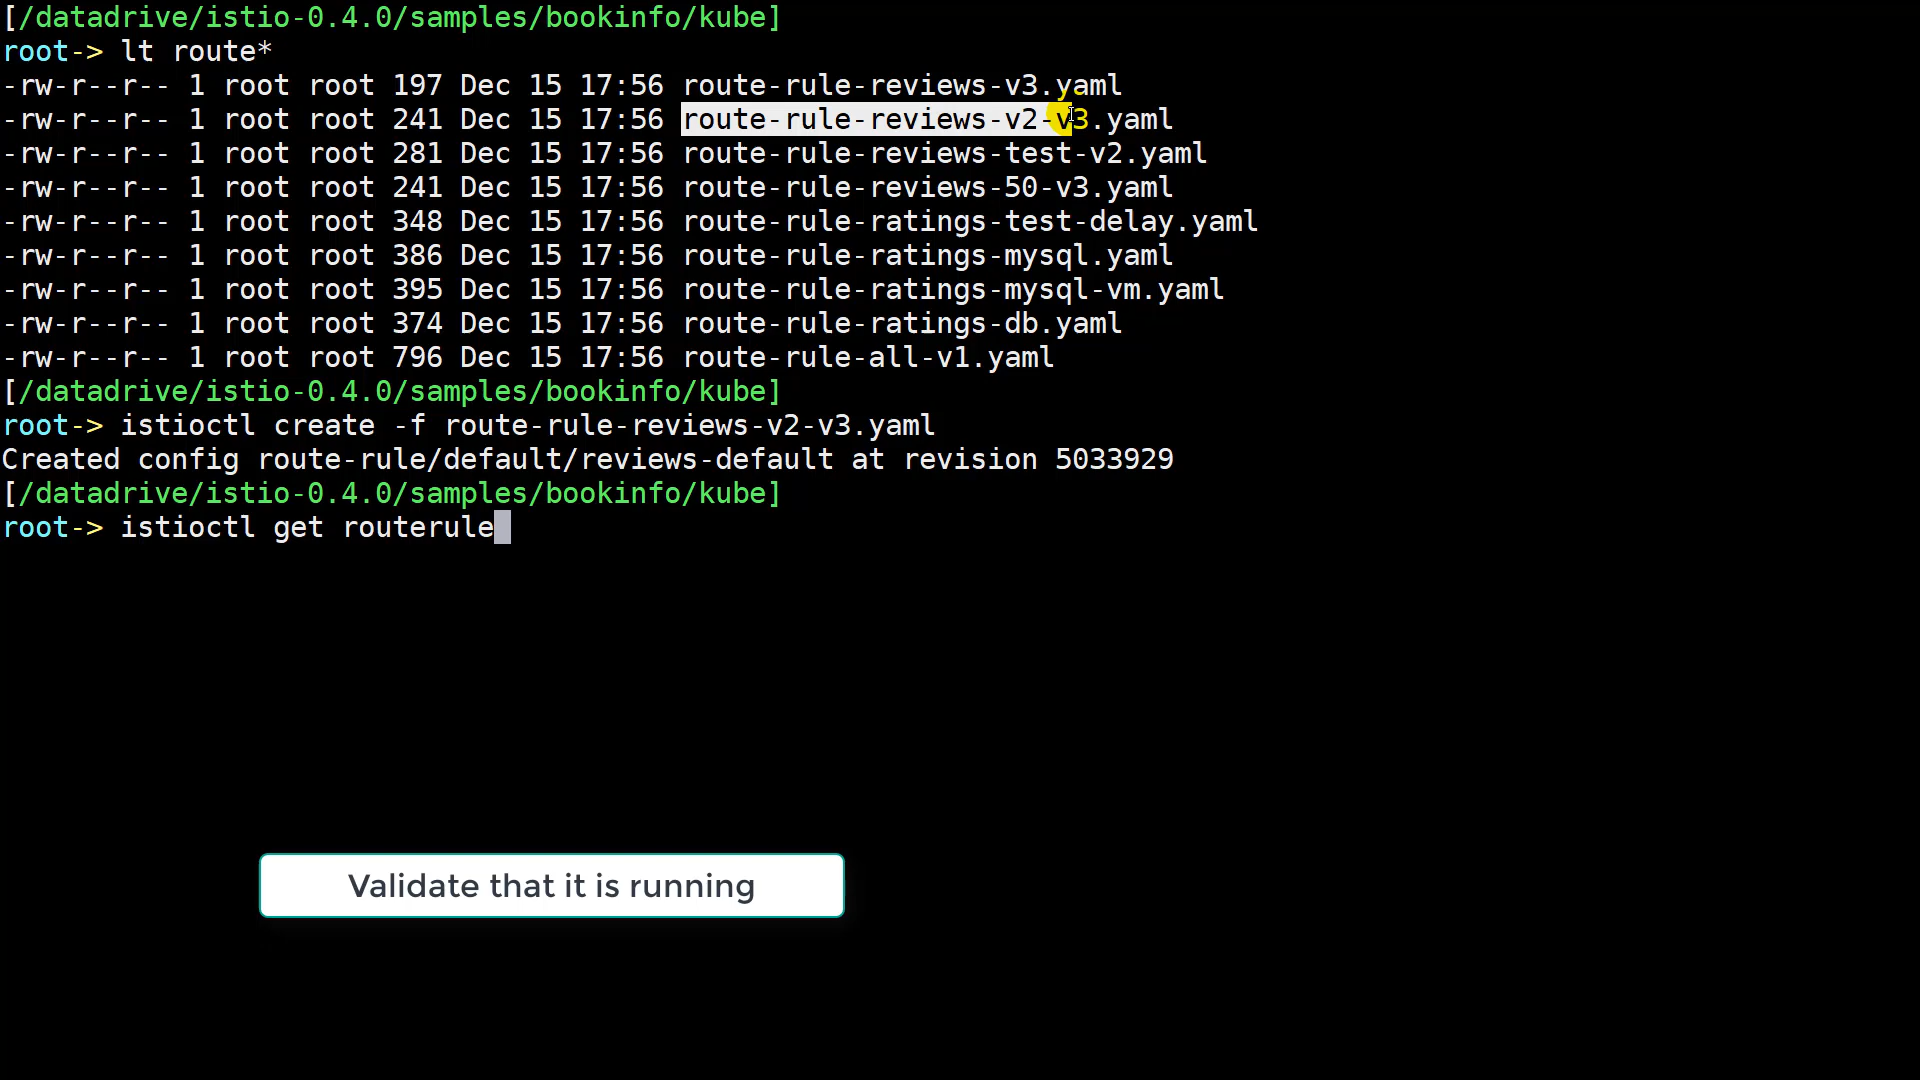 [/datadrive/istio-0.4.0/samples/bookinfo/kube]
root-> lt route*
-rw-r--r-- 1 root root 197 Dec 15 17:56 route-rule-reviews-v3.yaml
-rw-r--r-- 1 root root 241 Dec 15 17:56 route-rule-reviews-v2-v3.yaml
-rw-r--r-- 1 root root 281 Dec 15 17:56 route-rule-reviews-test-v2.yaml
-rw-r--r-- 1 root root 241 Dec 15 17:56 route-rule-reviews-50-v3.yaml
-rw-r--r-- 1 root root 348 Dec 15 17:56 route-rule-ratings-test-delay.yaml
-rw-r--r-- 1 root root 386 Dec 15 17:56 route-rule-ratings-mysql.yaml
-rw-r--r-- 1 root root 395 Dec 15 17:56 route-rule-ratings-mysql-vm.yaml
-rw-r--r-- 1 root root 374 Dec 15 17:56 route-rule-ratings-db.yaml
-rw-r--r-- 1 root root 796 Dec 15 17:56 route-rule-all-v1.yaml
[/datadrive/istio-0.4.0/samples/bookinfo/kube]
root-> istioctl create -f route-rule-reviews-v2-v3.yaml
Created config route-rule/default/reviews-default at revision 5033929
[/datadrive/istio-0.4.0/samples/bookinfo/kube]
root-> istioctl get routerule
Validate that it is running